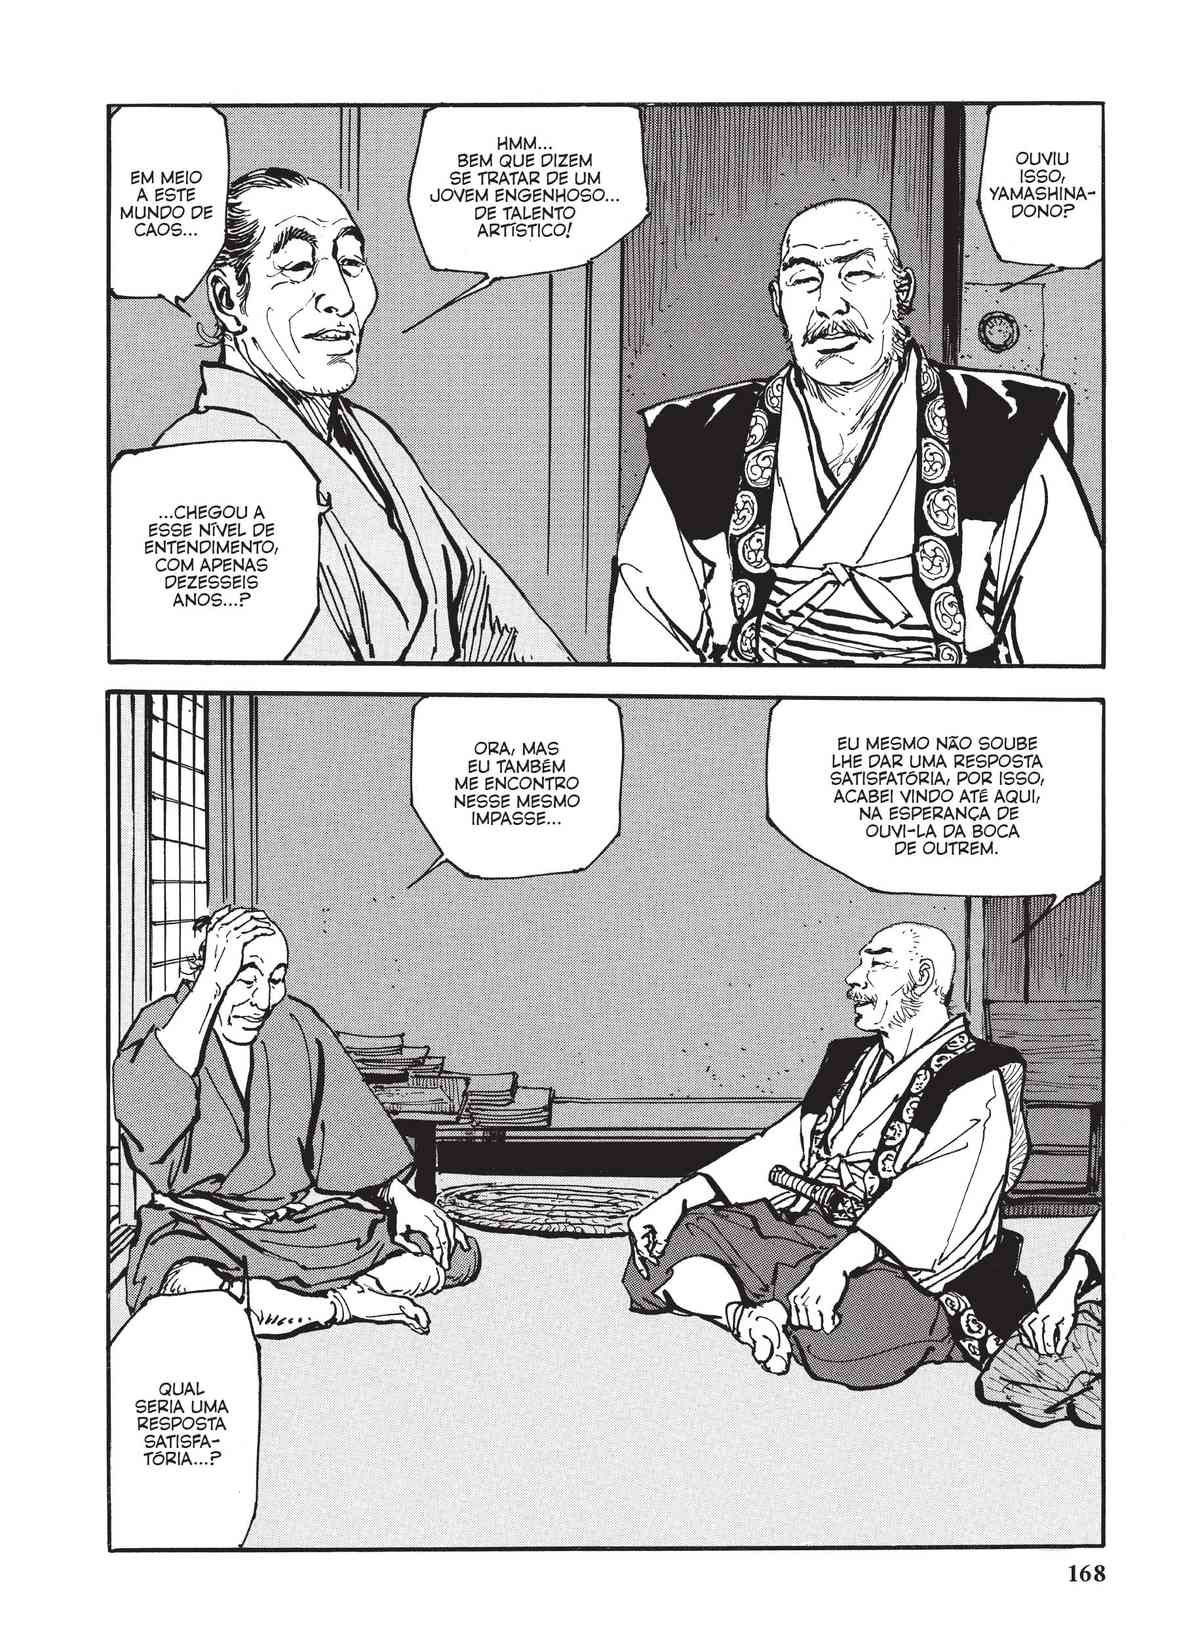 OUVIU
ISSO,
YAMASHINA-
DONO?
HMM...
BEM QUE DIZEM
SE TRATAR DE UM
JOVEM ENGENHOSO...
DE TALENTO
ARTÍSTICO!
EM MEIO
A ESTE
MUNDO DE
CAOS...
...CHEGOU A
ESSE NÍVEL DE
ENTENDIMENTO,
COM APENAS
DEZESSEIS
ANOS...?
EU MESMO NÃO SOUBE
LHE DAR UMA RESPOSTA
SATISFATÓRIA, POR ISSO,
ACABEI VINDO ATÉ AQUI,
NA ESPERANÇA DE
OUVI-LA DA BOCA
DE OUTREM.
ORA, MAS
EU TAMBÉM
ME ENCONTRO
NESSE MESMO
IMPASSE...
QUAL
SERIA UMA
RESPOSTA
SATISFA-
TÓRIA...?
168